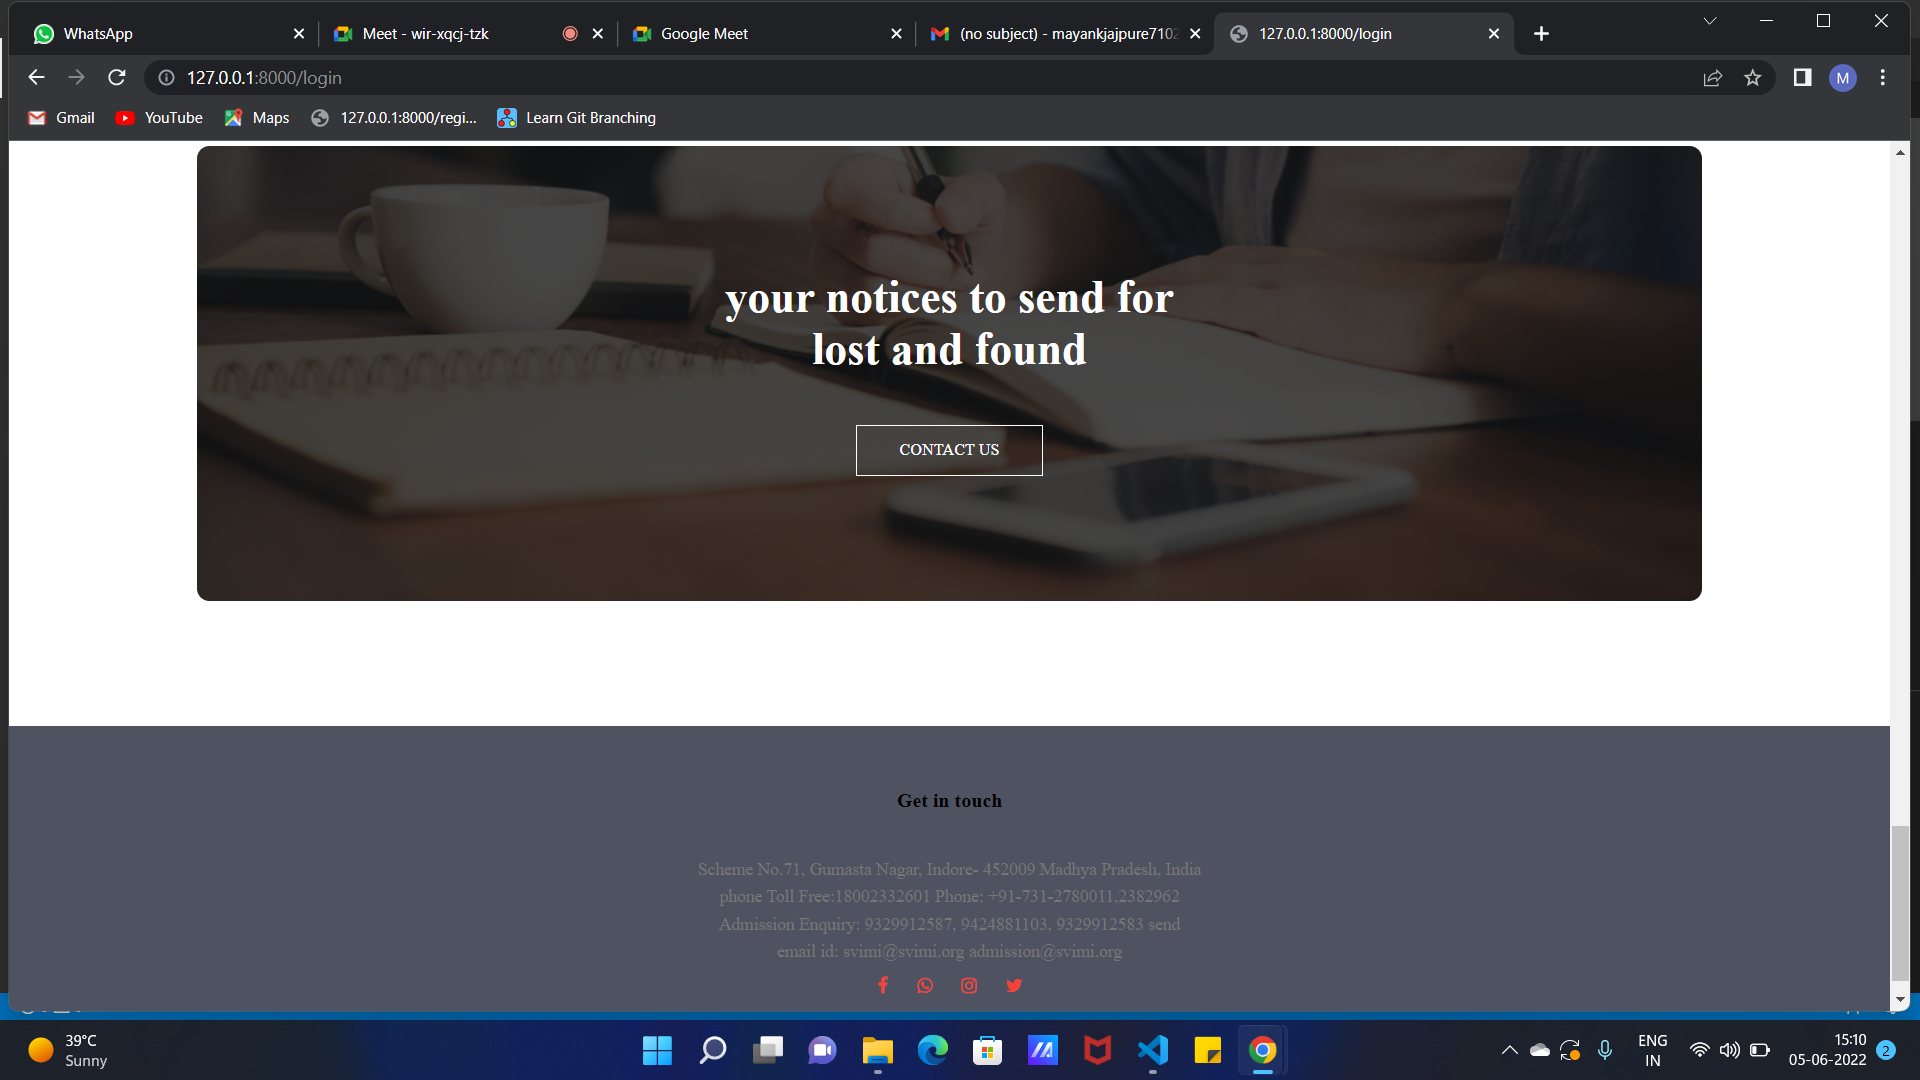 WhatsApp
Meet - wir-xqcj-tzk
Google Meet
(no subject) - mayankjajpure7102
127.0.0.1:8000/login
127.0.0.1:8000/login
M
Gmail
YouTube
Maps
127.0.0.1:8000/regi...
Learn Git Branching
your notices to send for
lost and found
CONTACT US
Get in touch
Scheme No.71, Gumasta Nagar, Indore- 452009 Madhya Pradesh, India
phone Toll Free:18002332601 Phone: +91-731-2780011,2382962
Admission Enquiry: 9329912587, 9424881103, 9329912583 send
email id: svimi@svimi.org admission@svimi.org
39°C
Sunny
ENG
IN
15:10
05-06-2022
2